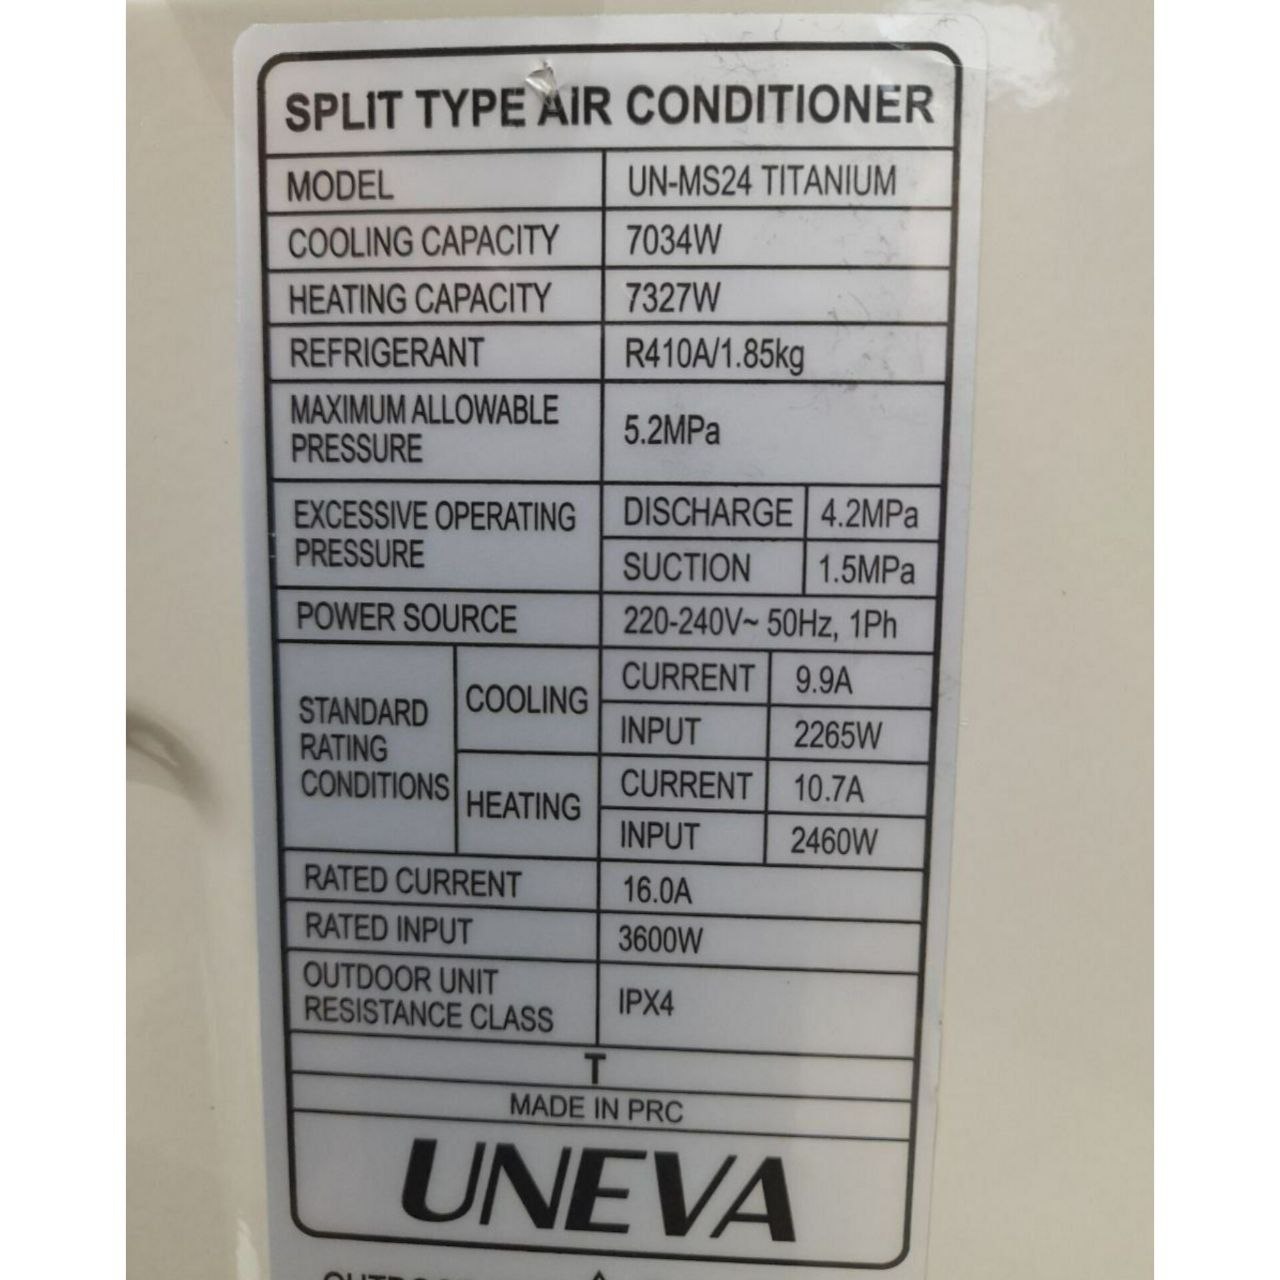 SPLIT TYPE AIR CONDITIONER
MODEL UN-MS24 TITANIUM
COOLING CAPACITY 7034W
HEATING CAPACITY 7327W
REFRIGERANT R410A/1.85kg
MAXIMUM ALLOWABLE
PRESSURE
5.2MPa
EXCESSIVE OPERATING
PRESSURE
DISCHARGE 4.2MPa
SUCTION 1.5MPa
POWER SOURCE 220-240V~ 50Hz, 1Ph
STANDARD
RATING
CONDITIONS
COOLING
CURRENT 9.9A
INPUT 2265W
HEATING
CURRENT 10.7A
INPUT 2460W
RATED CURRENT 16.0A
RATED INPUT 3600W
OUTDOOR UNIT
RESISTANCE CLASS
IPX4
T
MADE IN PRC
UNEVA